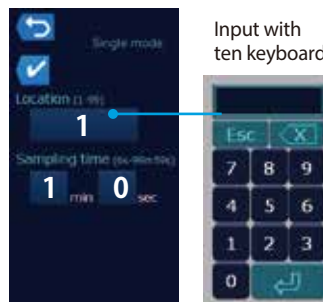 Single mode
Location (1-99)
1
Sampling time (6s-99m59s)
1 min 0 sec
Input with
ten keyboard
Esc X
7 8 9
4 5 6
1 2 3
0